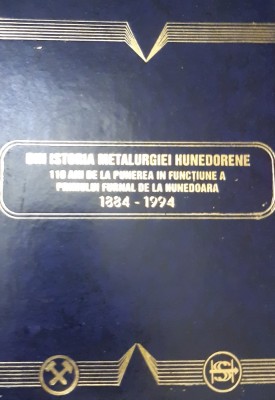 DIN ISTORIA METALURGIEI HUNEDORENE
110 ANI DE LA PUNEREA IN FUNCȚIUNE A
PRIMULUI FURNAL DE LA HUNEDOARA
1884 - 1994